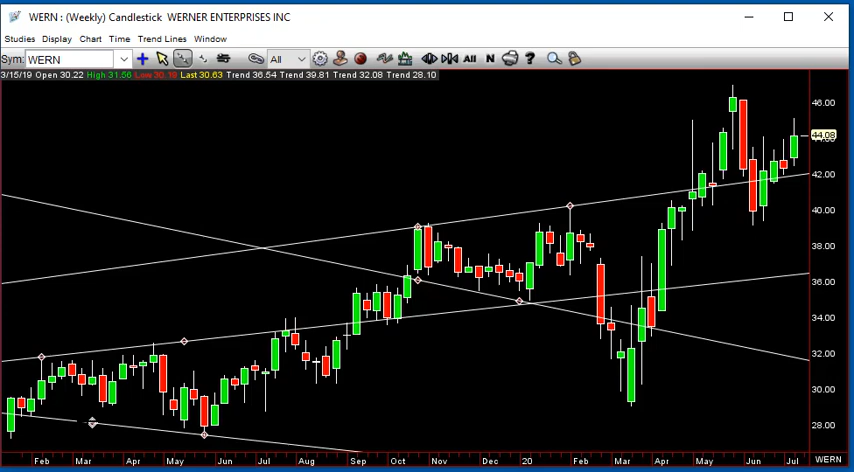 WERN : (Weekly) Candlestick WERNER ENTERPRISES INC
Studies Display Chart Time Trend Lines Window
Sym: WERN All All N ?
3/15/19 Open 30.22 High 31.56 Low 30.19 Last 30.63 Trend 36.54 Trend 39.81 Trend 32.08 Trend 28.10
46.00
44.08
42.00
40.00
38.00
36.00
34.00
32.00
30.00
28.00
Feb Mar Apr May Jun Jul Aug Sep Oct Nov Dec 20 Feb Mar Apr May Jun Jul WERN